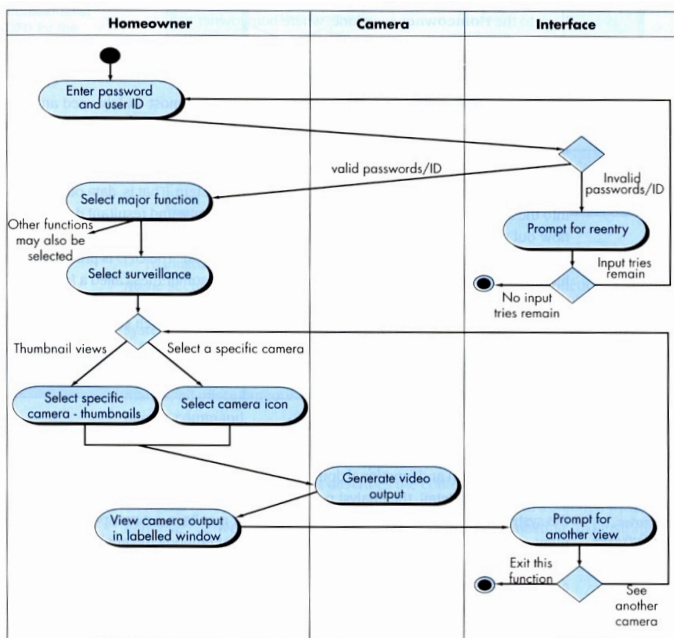 Homeowner
Camera
Interface
Enter password
and user ID
valid passwords/ID
Invalid
passwords/ID
Select major function
Prompt for reentry
Other functions
may also be
selected
Select surveillance
Input tries
remain
No input
tries remain
Thumbnail views
Select a specific camera
Select specific
camera - thumbnails
Select camera icon
Generate video
output
View camera output
in labelled window
Prompt for
another view
Exit this
function
See
another
camera